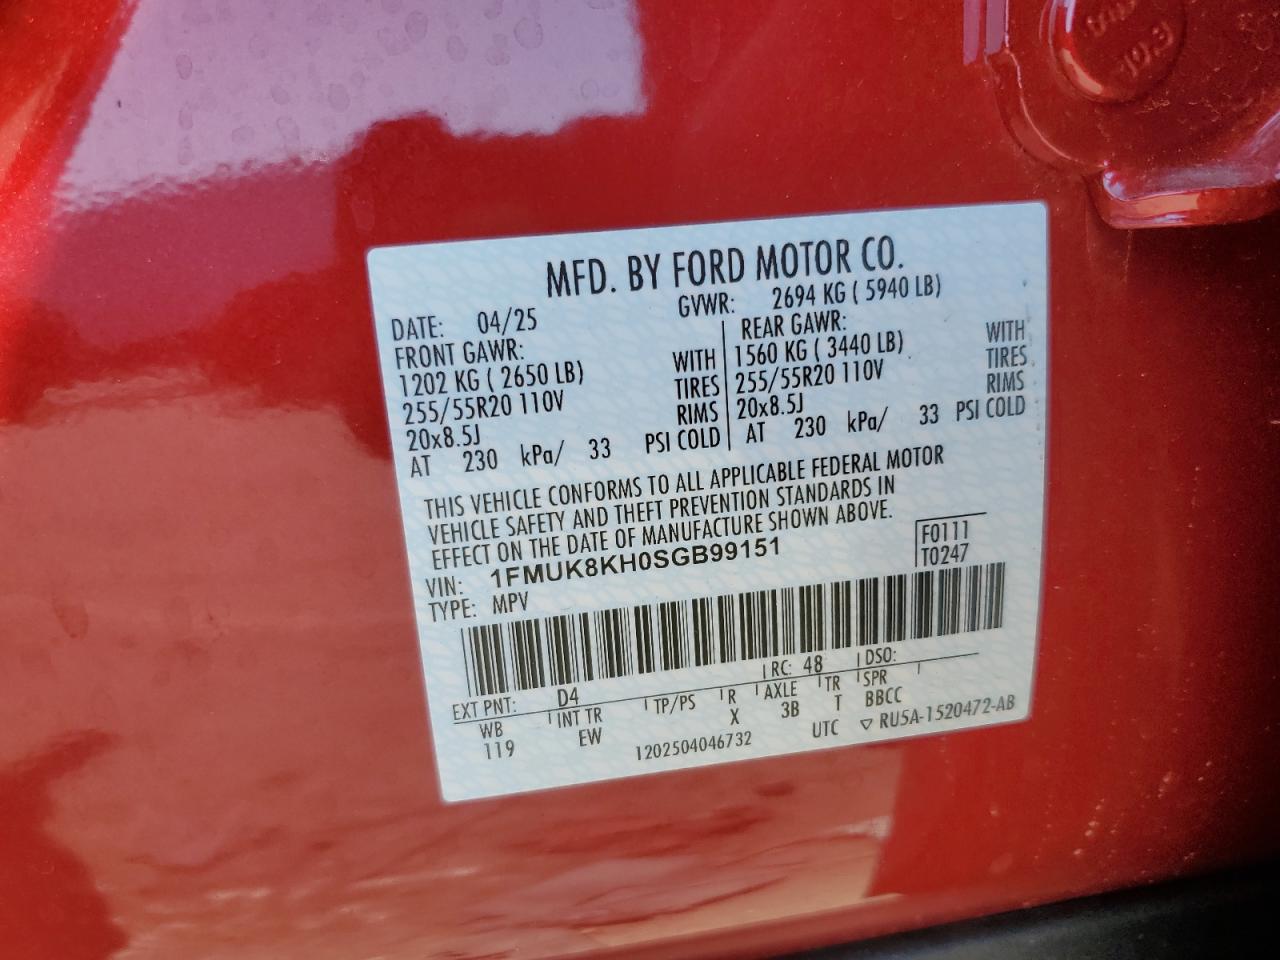 MFD. BY FORD MOTOR CO.
DATE: 04/25 GVWR: 2694 KG ( 5940 LB)
FRONT GAWR: REAR GAWR:
1202 KG ( 2650 LB) WITH 1560 KG ( 3440 LB) WITH
255/55R20 110V TIRES 255/55R20 110V TIRES
20x8.5J RIMS 20x8.5J RIMS
AT 230 kPa/ 33 PSI COLD AT 230 kPa/ 33 PSI COLD
THIS VEHICLE CONFORMS TO ALL APPLICABLE FEDERAL MOTOR
VEHICLE SAFETY AND THEFT PREVENTION STANDARDS IN
EFFECT ON THE DATE OF MANUFACTURE SHOWN ABOVE.
VIN: 1FMUK8KH0SGB99151 F0111
TYPE: MPV T0247
EXT PNT: D4 RC: 48 DSO:
WB INT TR TP/PS R AXLE TR SPR
119 EW X 3B T BBCC
1202504046732 UTC ▽ RU5A-1520472-AB